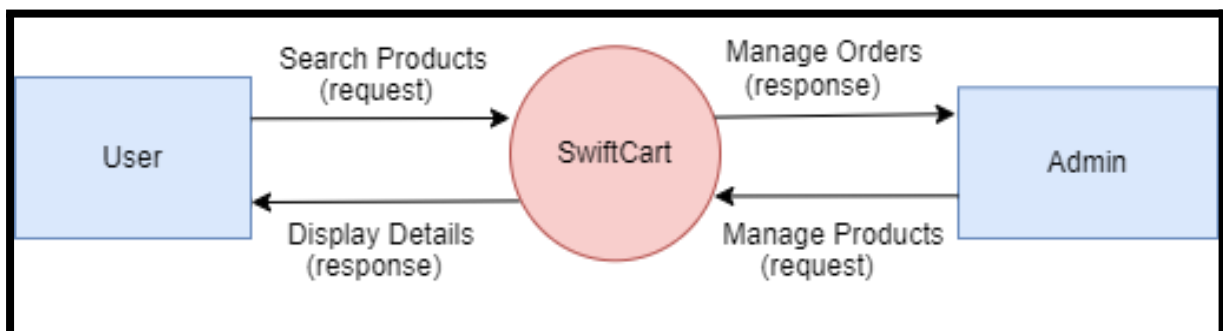 Search Products
(request)
Manage Orders
(response)
User
SwiftCart
Admin
Display Details
(response)
Manage Products
(request)